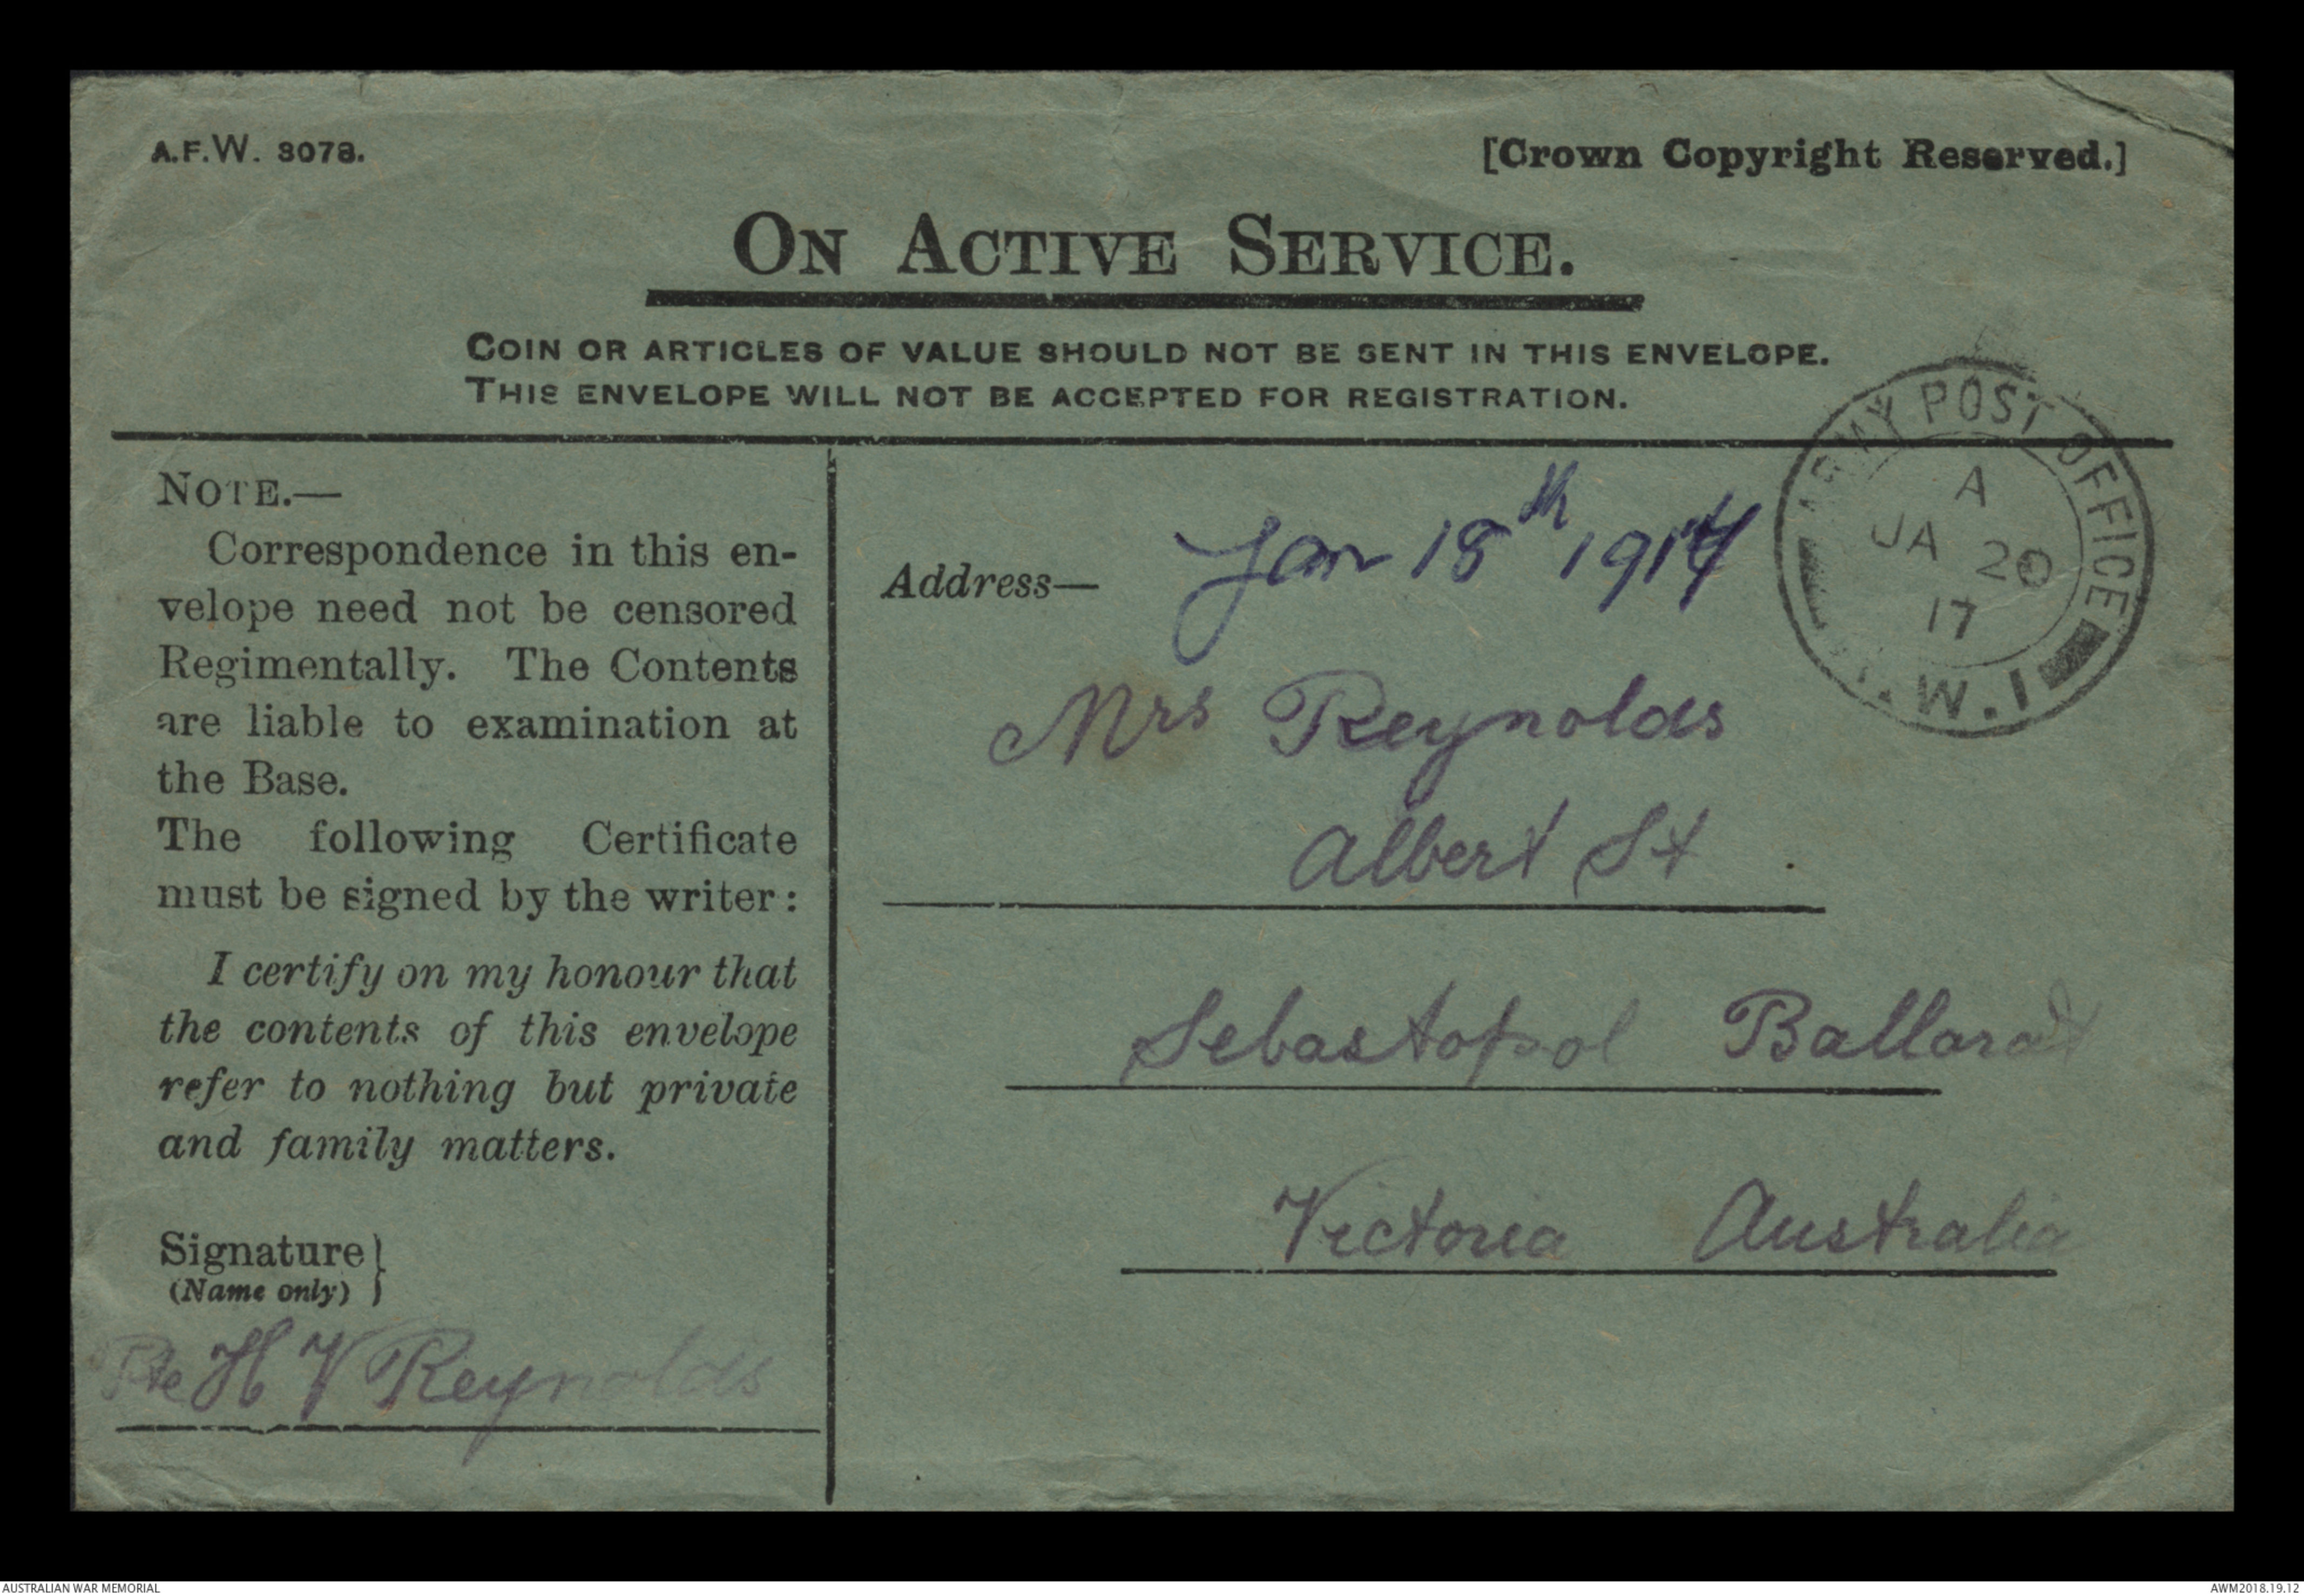 A.F.W. 3078.
[Crown Copyright Reserved.]
ON ACTIVE SERVICE.
COIN OR ARTICLES OF VALUE SHOULD NOT BE SENT IN THIS ENVELOPE.
THIS ENVELOPE WILL NOT BE ACCEPTED FOR REGISTRATION.
NOTE.—
Correspondence in this en-
velope need not be censored
Regimentally. The Contents
are liable to examination at
the Base.
The following Certificate
must be signed by the writer:
I certify on my honour that
the contents of this envelope
refer to nothing but private
and family matters.
Signature
(Name only)
Pte H V Reynolds
Address—
Jan 18th 1917
Mrs Reynolds
Albert St
Sebastopol Ballarat
Victoria Australia
ARMY POST OFFICE
A
JA 20
17
W.1
AUSTRALIAN WAR MEMORIAL
AWM2018.19.12